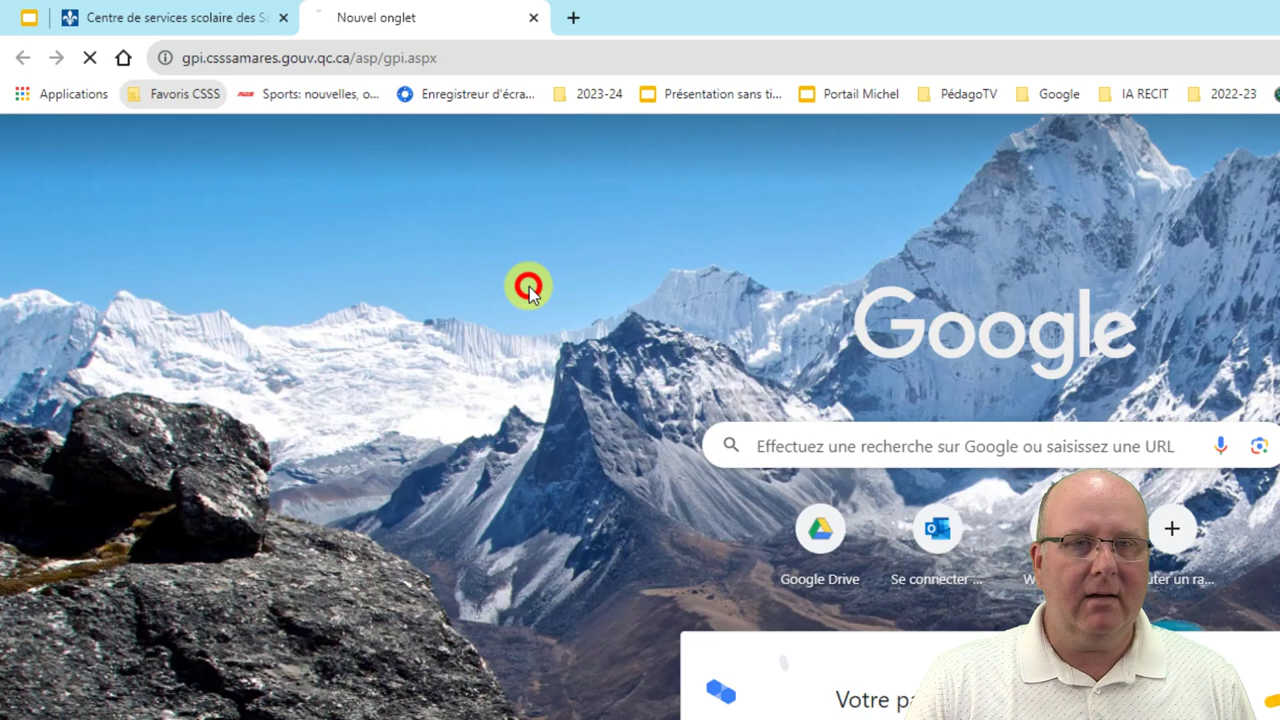 Centre de services scolaire des Sa
Nouvel onglet
gpi.csssamares.gouv.qc.ca/asp/gpi.aspx
Applications
Favoris CSSS
Sports: nouvelles, o...
Enregistreur d'écra...
2023-24
Présentation sans ti...
Portail Michel
PédagoTV
Google
IA RECIT
2022-23
Google
Effectuez une recherche sur Google ou saisissez une URL
Google Drive
Se connecter ...
W
uter un ra...
Votre pa